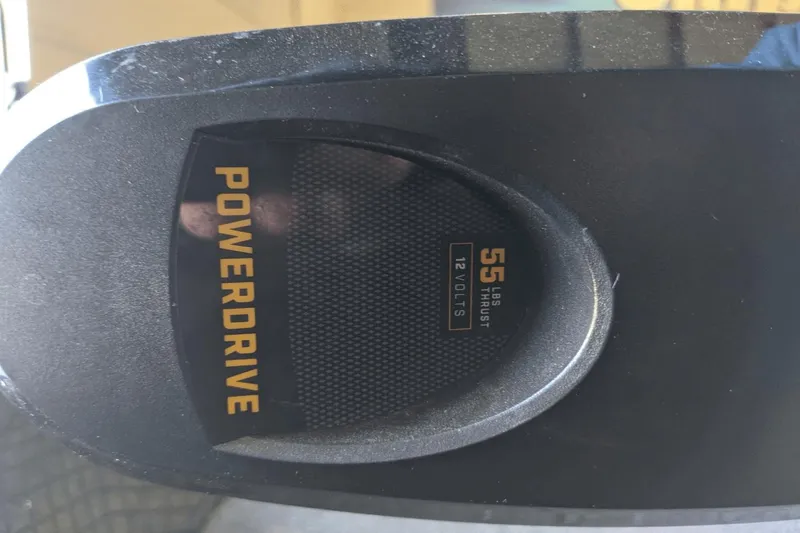 POWERDRIVE
55 LBS
THRUST
12 VOLTS